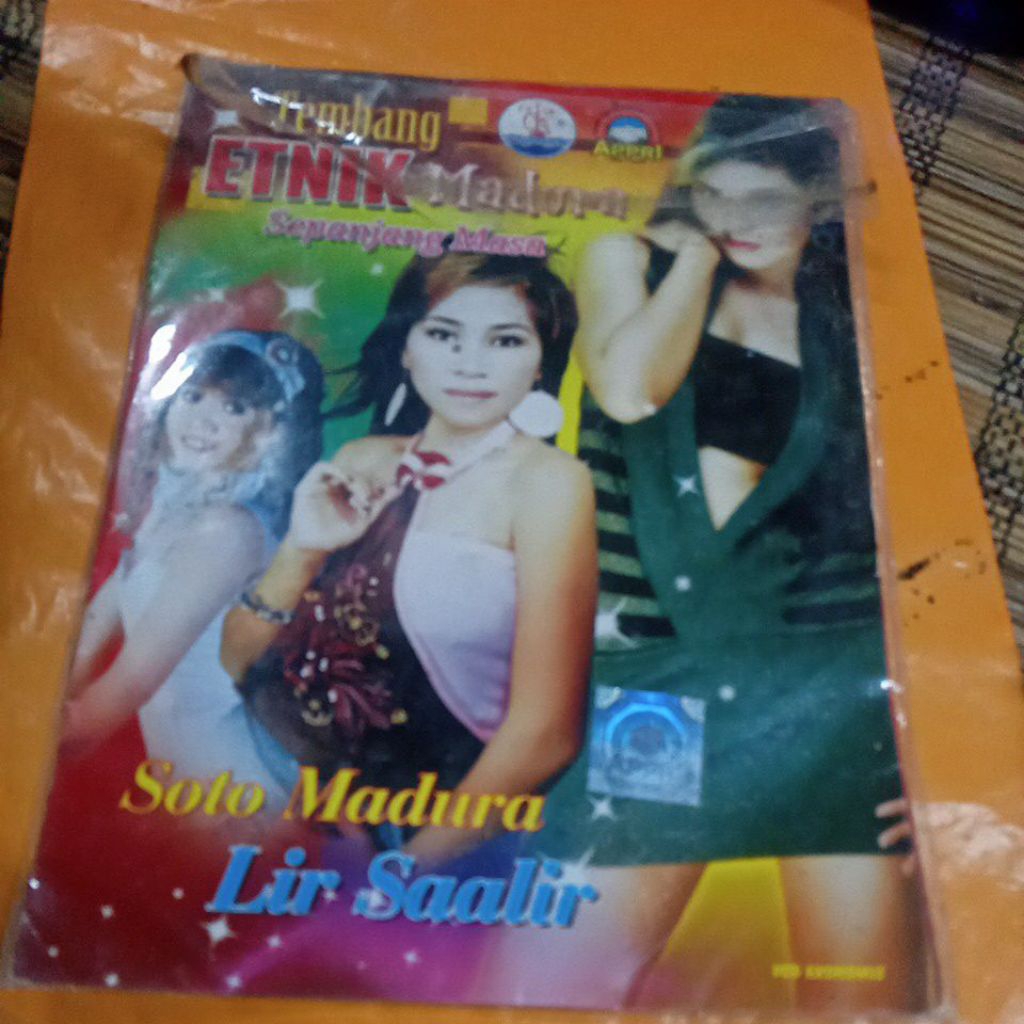 Tembang
ETNIK Madura
Sepanjang Masa
Soto Madura
Lir Saalir